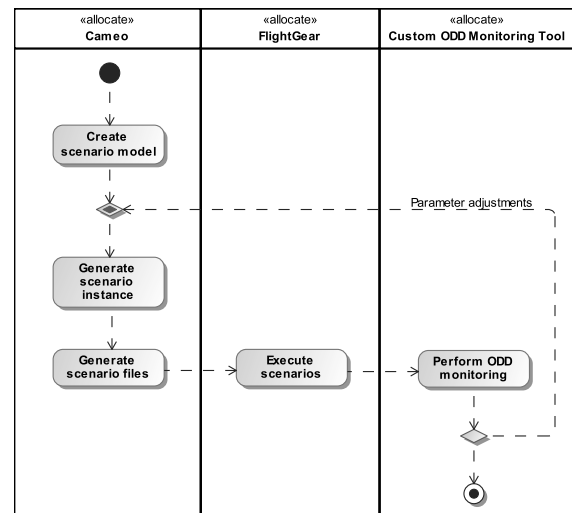 «allocate»
Cameo
«allocate»
FlightGear
«allocate»
Custom ODD Monitoring Tool
Create
scenario model
Parameter adjustments
Generate
scenario
instance
Generate
scenario files
Execute
scenarios
Perform ODD
monitoring